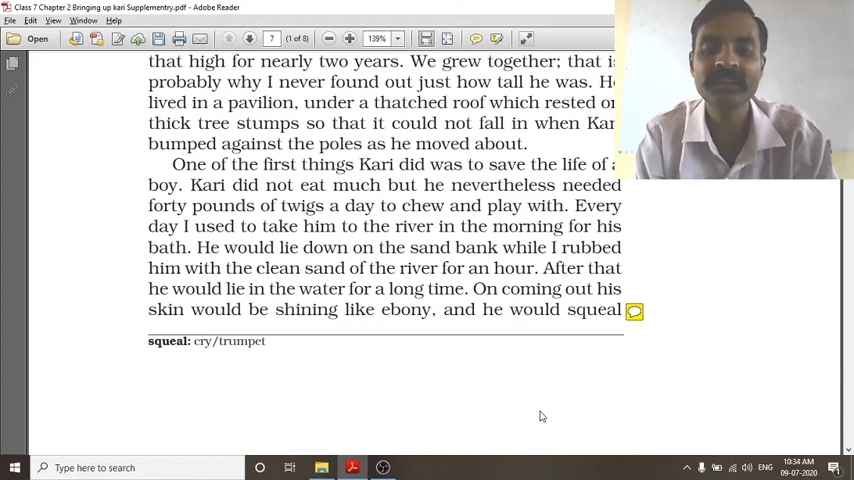 Class 7 Chapter 2 Bringing up kari Supplementry.pdf - Adobe Reader
File Edit View Window Help
Open 7 (1 of 8) 139%
that high for nearly two years. We grew together; that is
probably why I never found out just how tall he was. He
lived in a pavilion, under a thatched roof which rested on
thick tree stumps so that it could not fall in when Kari
bumped against the poles as he moved about.
One of the first things Kari did was to save the life of a
boy. Kari did not eat much but he nevertheless needed
forty pounds of twigs a day to chew and play with. Every
day I used to take him to the river in the morning for his
bath. He would lie down on the sand bank while I rubbed
him with the clean sand of the river for an hour. After that
he would lie in the water for a long time. On coming out his
skin would be shining like ebony, and he would squeal
squeal: cry/trumpet
Type here to search
ENG
10:34 AM
09-07-2020